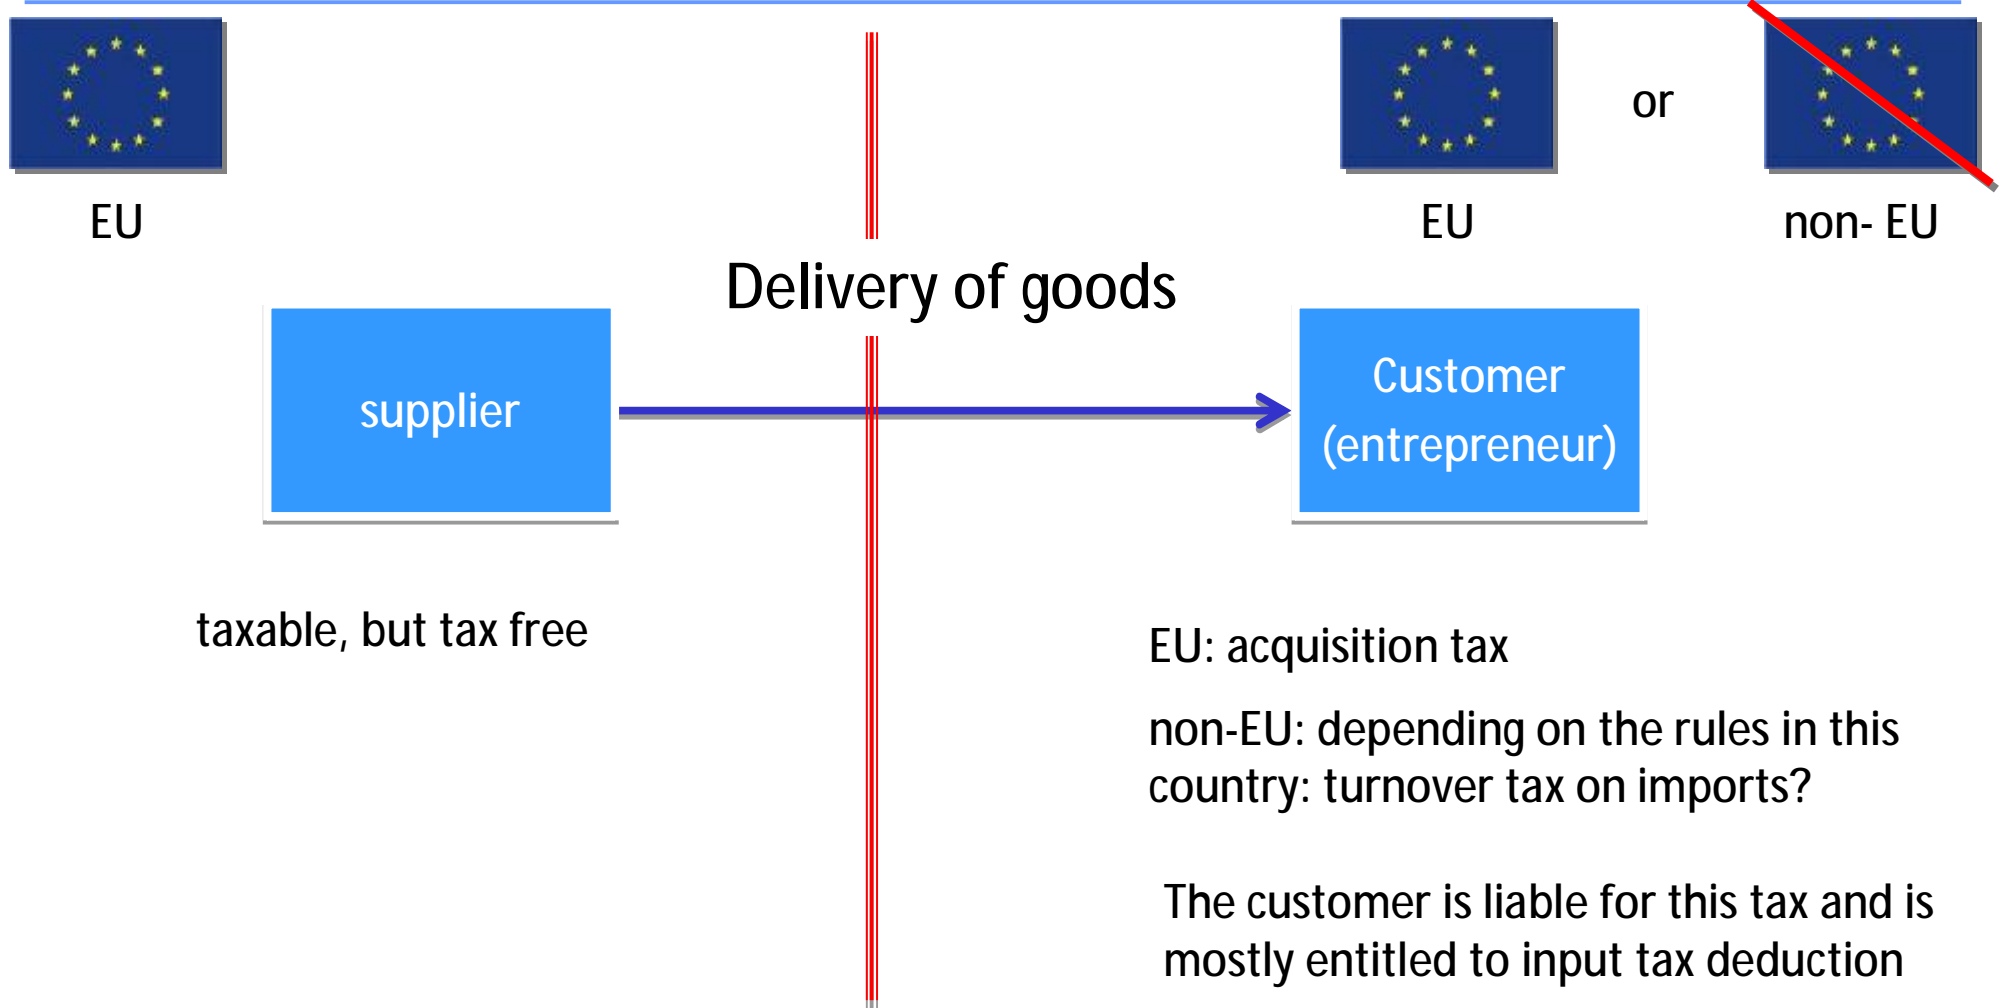 EU
or
EU
non- EU
Delivery of goods
supplier
Customer
(entrepreneur)
taxable, but tax free
EU: acquisition tax
non-EU: depending on the rules in this
country: turnover tax on imports?
The customer is liable for this tax and is
mostly entitled to input tax deduction